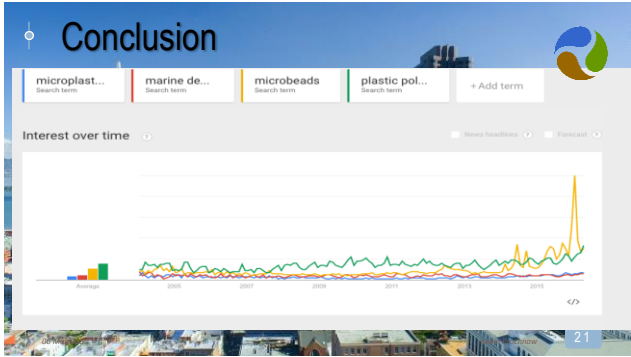 Conclusion
microplast... marine de... microbeads plastic pol... + Add term
Search term Search term Search term Search term
Interest over time ?
News headlines ? Forecast ?
Average 2005 2007 2009 2011 2013 2015
</>
21